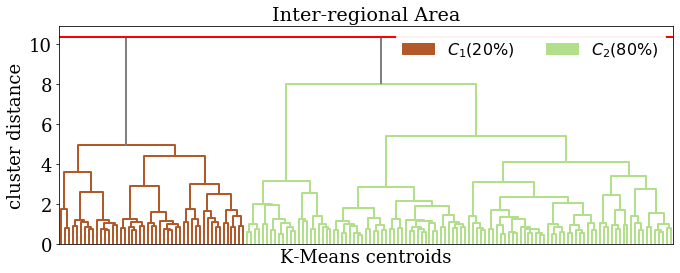 Inter-regional Area
10
8
6
4
2
0
cluster distance
C₁(20%)
C₂(80%)
K-Means centroids